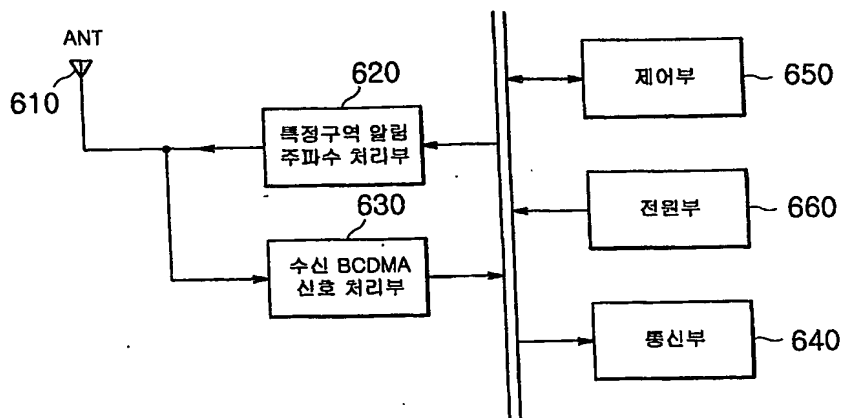 ANT
610
620
특정구역 알림
주파수 처리부
630
수신 BCDMA
신호 처리부
제어부
650
전원부
660
통신부
640